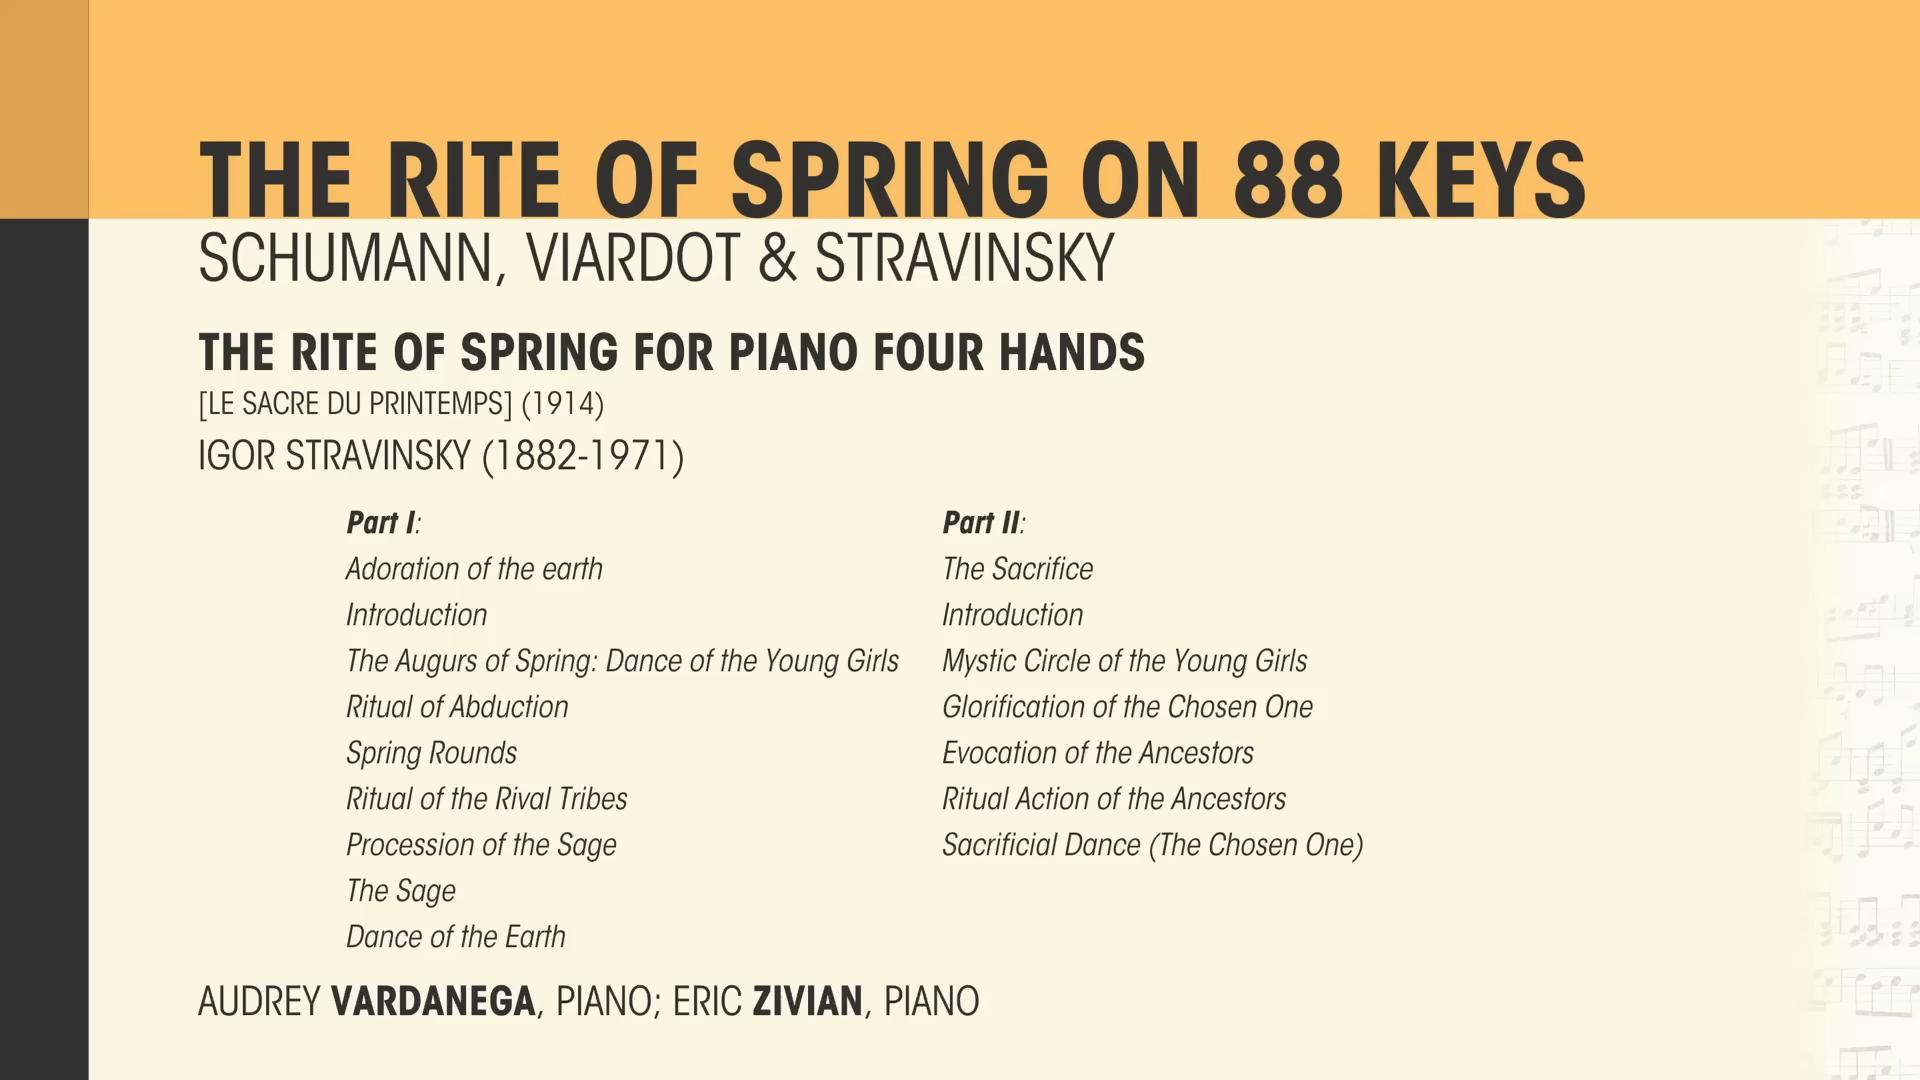 THE RITE OF SPRING ON 88 KEYS
SCHUMANN, VIARDOT & STRAVINSKY
THE RITE OF SPRING FOR PIANO FOUR HANDS
[LE SACRE DU PRINTEMPS] (1914)
IGOR STRAVINSKY (1882-1971)
Part I:
Adoration of the earth
Introduction
The Augurs of Spring: Dance of the Young Girls
Ritual of Abduction
Spring Rounds
Ritual of the Rival Tribes
Procession of the Sage
The Sage
Dance of the Earth
Part II:
The Sacrifice
Introduction
Mystic Circle of the Young Girls
Glorification of the Chosen One
Evocation of the Ancestors
Ritual Action of the Ancestors
Sacrificial Dance (The Chosen One)
AUDREY VARDANEGA, PIANO; ERIC ZIVIAN, PIANO